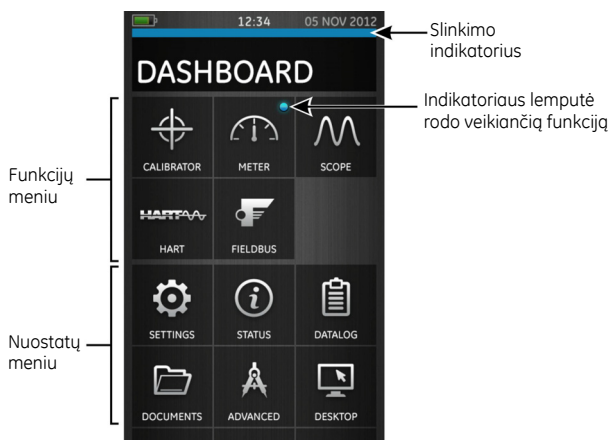 12:34 05 NOV 2012
Slinkimo
indikatorius
DASHBOARD
Indikatoriaus lemputė
rodo veikiančią funkciją
Funkcijų
meniu
CALIBRATOR METER SCOPE
HART
HART FIELDBUS
Nuostatų
meniu
SETTINGS STATUS DATALOG
DOCUMENTS ADVANCED DESKTOP